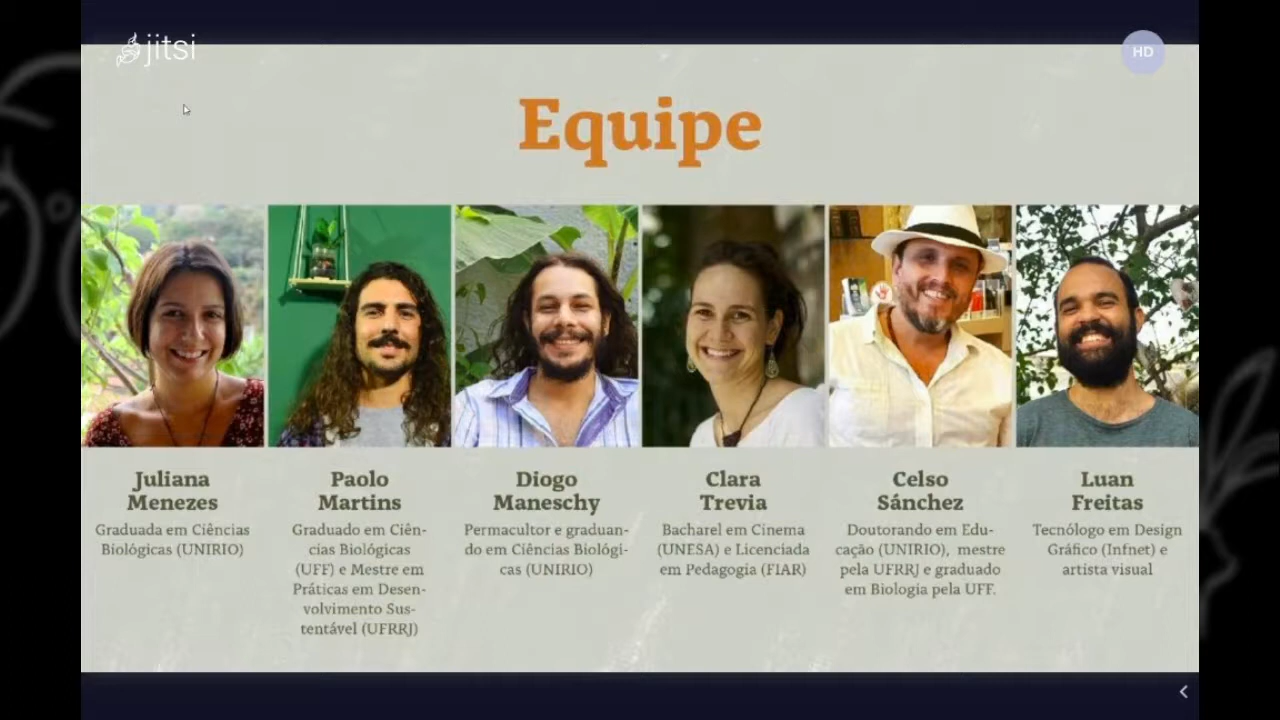 jitsi
HD
Equipe
Juliana
Menezes
Graduada em Ciências
Biológicas (UNIRIO)
Paolo
Martins
Graduado em Ciên-
cias Biológicas
(UFF) e Mestre em
Práticas em Desen-
volvimento Sus-
tentável (UFRRJ)
Diogo
Maneschy
Permacultor e graduan-
do em Ciências Biológi-
cas (UNIRIO)
Clara
Trevia
Bacharel em Cinema
(UNESA) e Licenciada
em Pedagogia (FIAR)
Celso
Sánchez
Doutorando em Edu-
cação (UNIRIO), mestre
pela UFRRJ e graduado
em Biologia pela UFF.
Luan
Freitas
Tecnólogo em Design
Gráfico (Infnet) e
artista visual